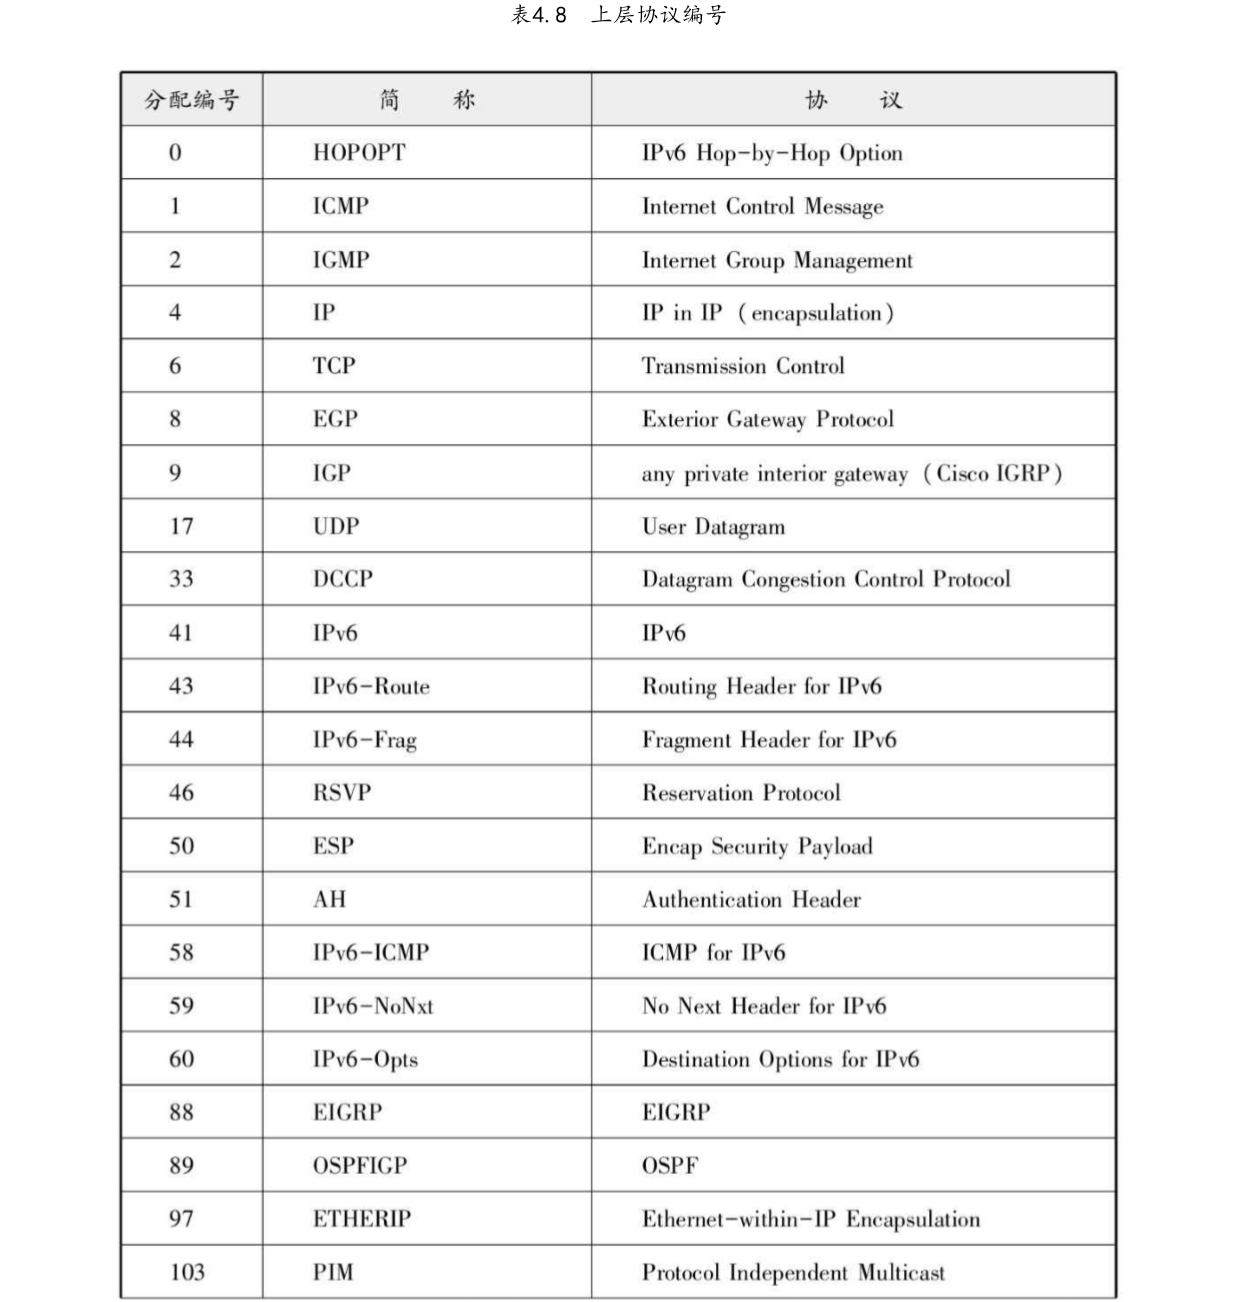 表4.8 上层协议编号
分配编号 简 称 协 议
0 HOPOPT IPv6 Hop-by-Hop Option
1 ICMP Internet Control Message
2 IGMP Internet Group Management
4 IP IP in IP (encapsulation)
6 TCP Transmission Control
8 EGP Exterior Gateway Protocol
9 IGP any private interior gateway (Cisco IGRP)
17 UDP User Datagram
33 DCCP Datagram Congestion Control Protocol
41 IPv6 IPv6
43 IPv6-Route Routing Header for IPv6
44 IPv6-Frag Fragment Header for IPv6
46 RSVP Reservation Protocol
50 ESP Encap Security Payload
51 AH Authentication Header
58 IPv6-ICMP ICMP for IPv6
59 IPv6-NoNxt No Next Header for IPv6
60 IPv6-Opts Destination Options for IPv6
88 EIGRP EIGRP
89 OSPFIGP OSPF
97 ETHERIP Ethernet-within-IP Encapsulation
103 PIM Protocol Independent Multicast